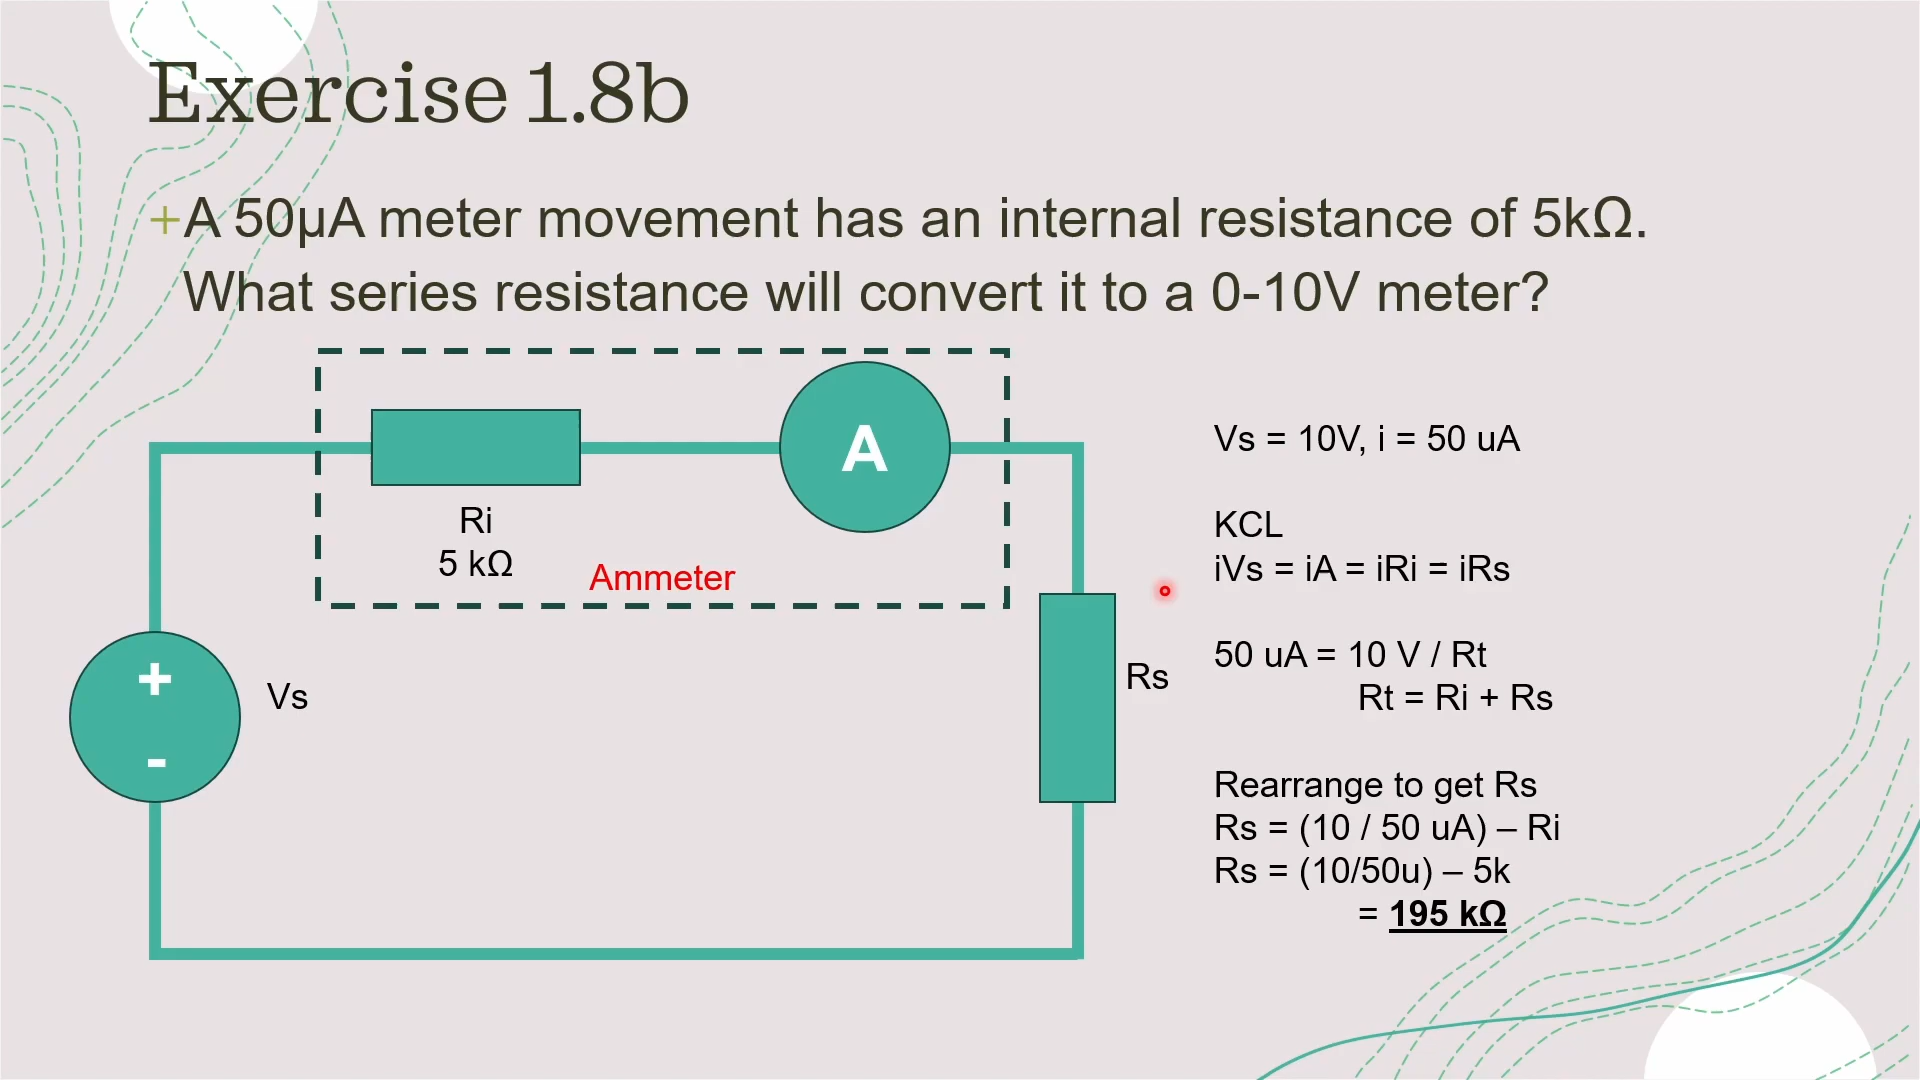 Exercise 1.8b
+A 50μA meter movement has an internal resistance of 5kΩ.
What series resistance will convert it to a 0-10V meter?
A
Ri
5 kΩ
Ammeter
+
-
Vs
Rs
Vs = 10V, i = 50 uA
KCL
iVs = iA = iRi = iRs
50 uA = 10 V / Rt
Rt = Ri + Rs
Rearrange to get Rs
Rs = (10 / 50 uA) – Ri
Rs = (10/50u) – 5k
= 195 kΩ